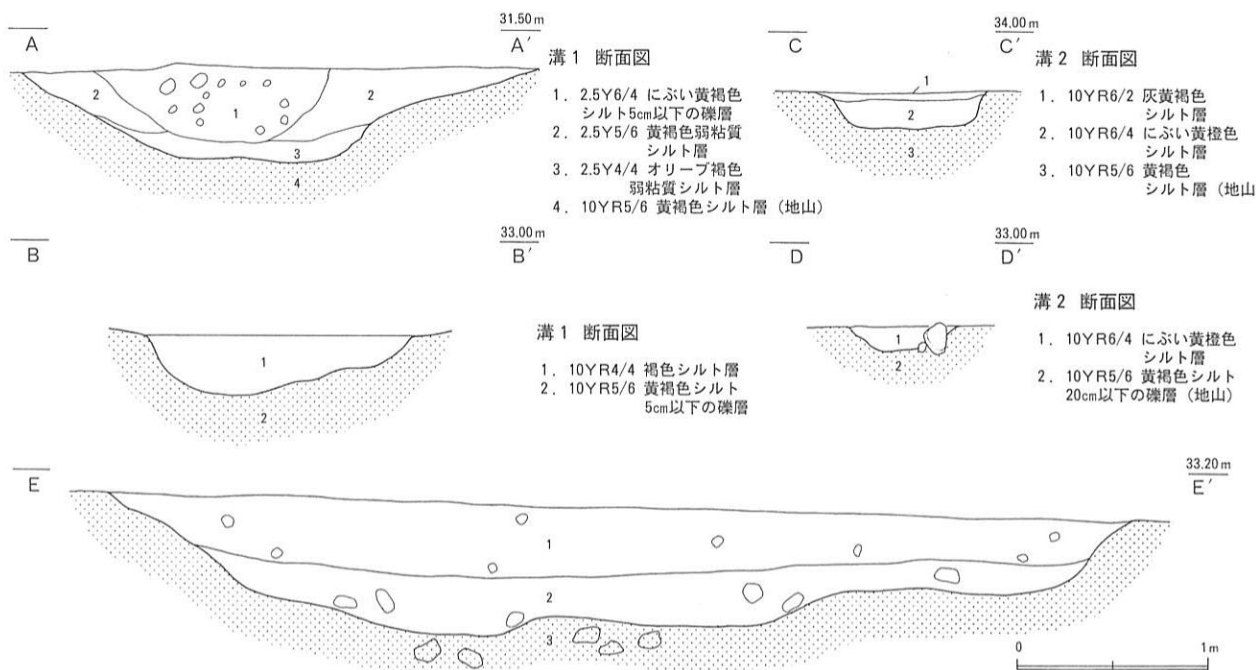 A
31.50m
A′
溝1 断面図
1. 2.5Y6/4 にぶい黄褐色
シルト5cm以下の礫層
2. 2.5Y5/6 黄褐色弱粘質
シルト層
3. 2.5Y4/4 オリーブ褐色
弱粘質シルト層
4. 10YR5/6 黄褐色シルト層(地山)
2
1
2
3
4
C
34.00m
C′
溝2 断面図
1. 10YR6/2 灰黄褐色
シルト層
2. 10YR6/4 にぶい黄橙色
シルト層
3. 10YR5/6 黄褐色
シルト層(地山
1
2
3
B
33.00m
B′
溝1 断面図
1. 10YR4/4 褐色シルト層
2. 10YR5/6 黄褐色シルト
5cm以下の礫層
1
2
D
33.00m
D′
溝2 断面図
1. 10YR6/4 にぶい黄橙色
シルト層
2. 10YR5/6 黄褐色シルト
20cm以下の礫層(地山)
1
2
E
33.20m
E′
1
2
3
0
1m